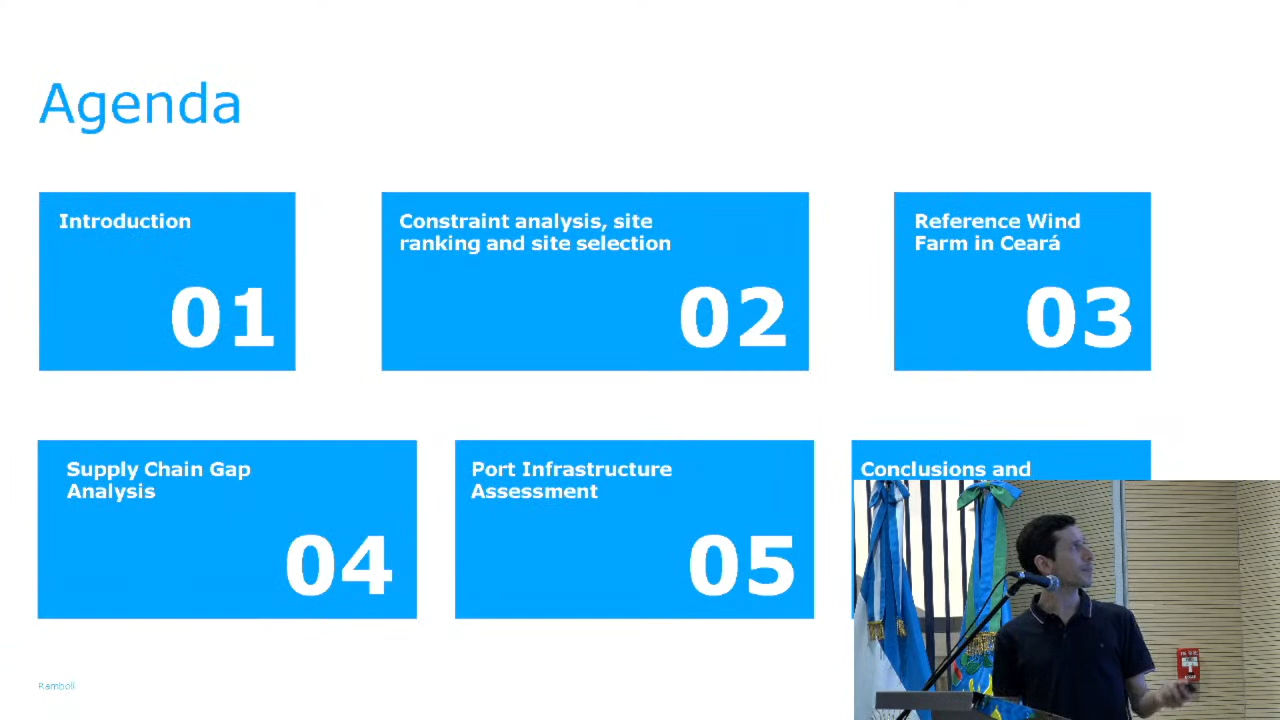 Agenda
Introduction
01
Constraint analysis, site
ranking and site selection
02
Reference Wind
Farm in Ceará
03
Supply Chain Gap
Analysis
04
Port Infrastructure
Assessment
05
Conclusions and
Ramboll